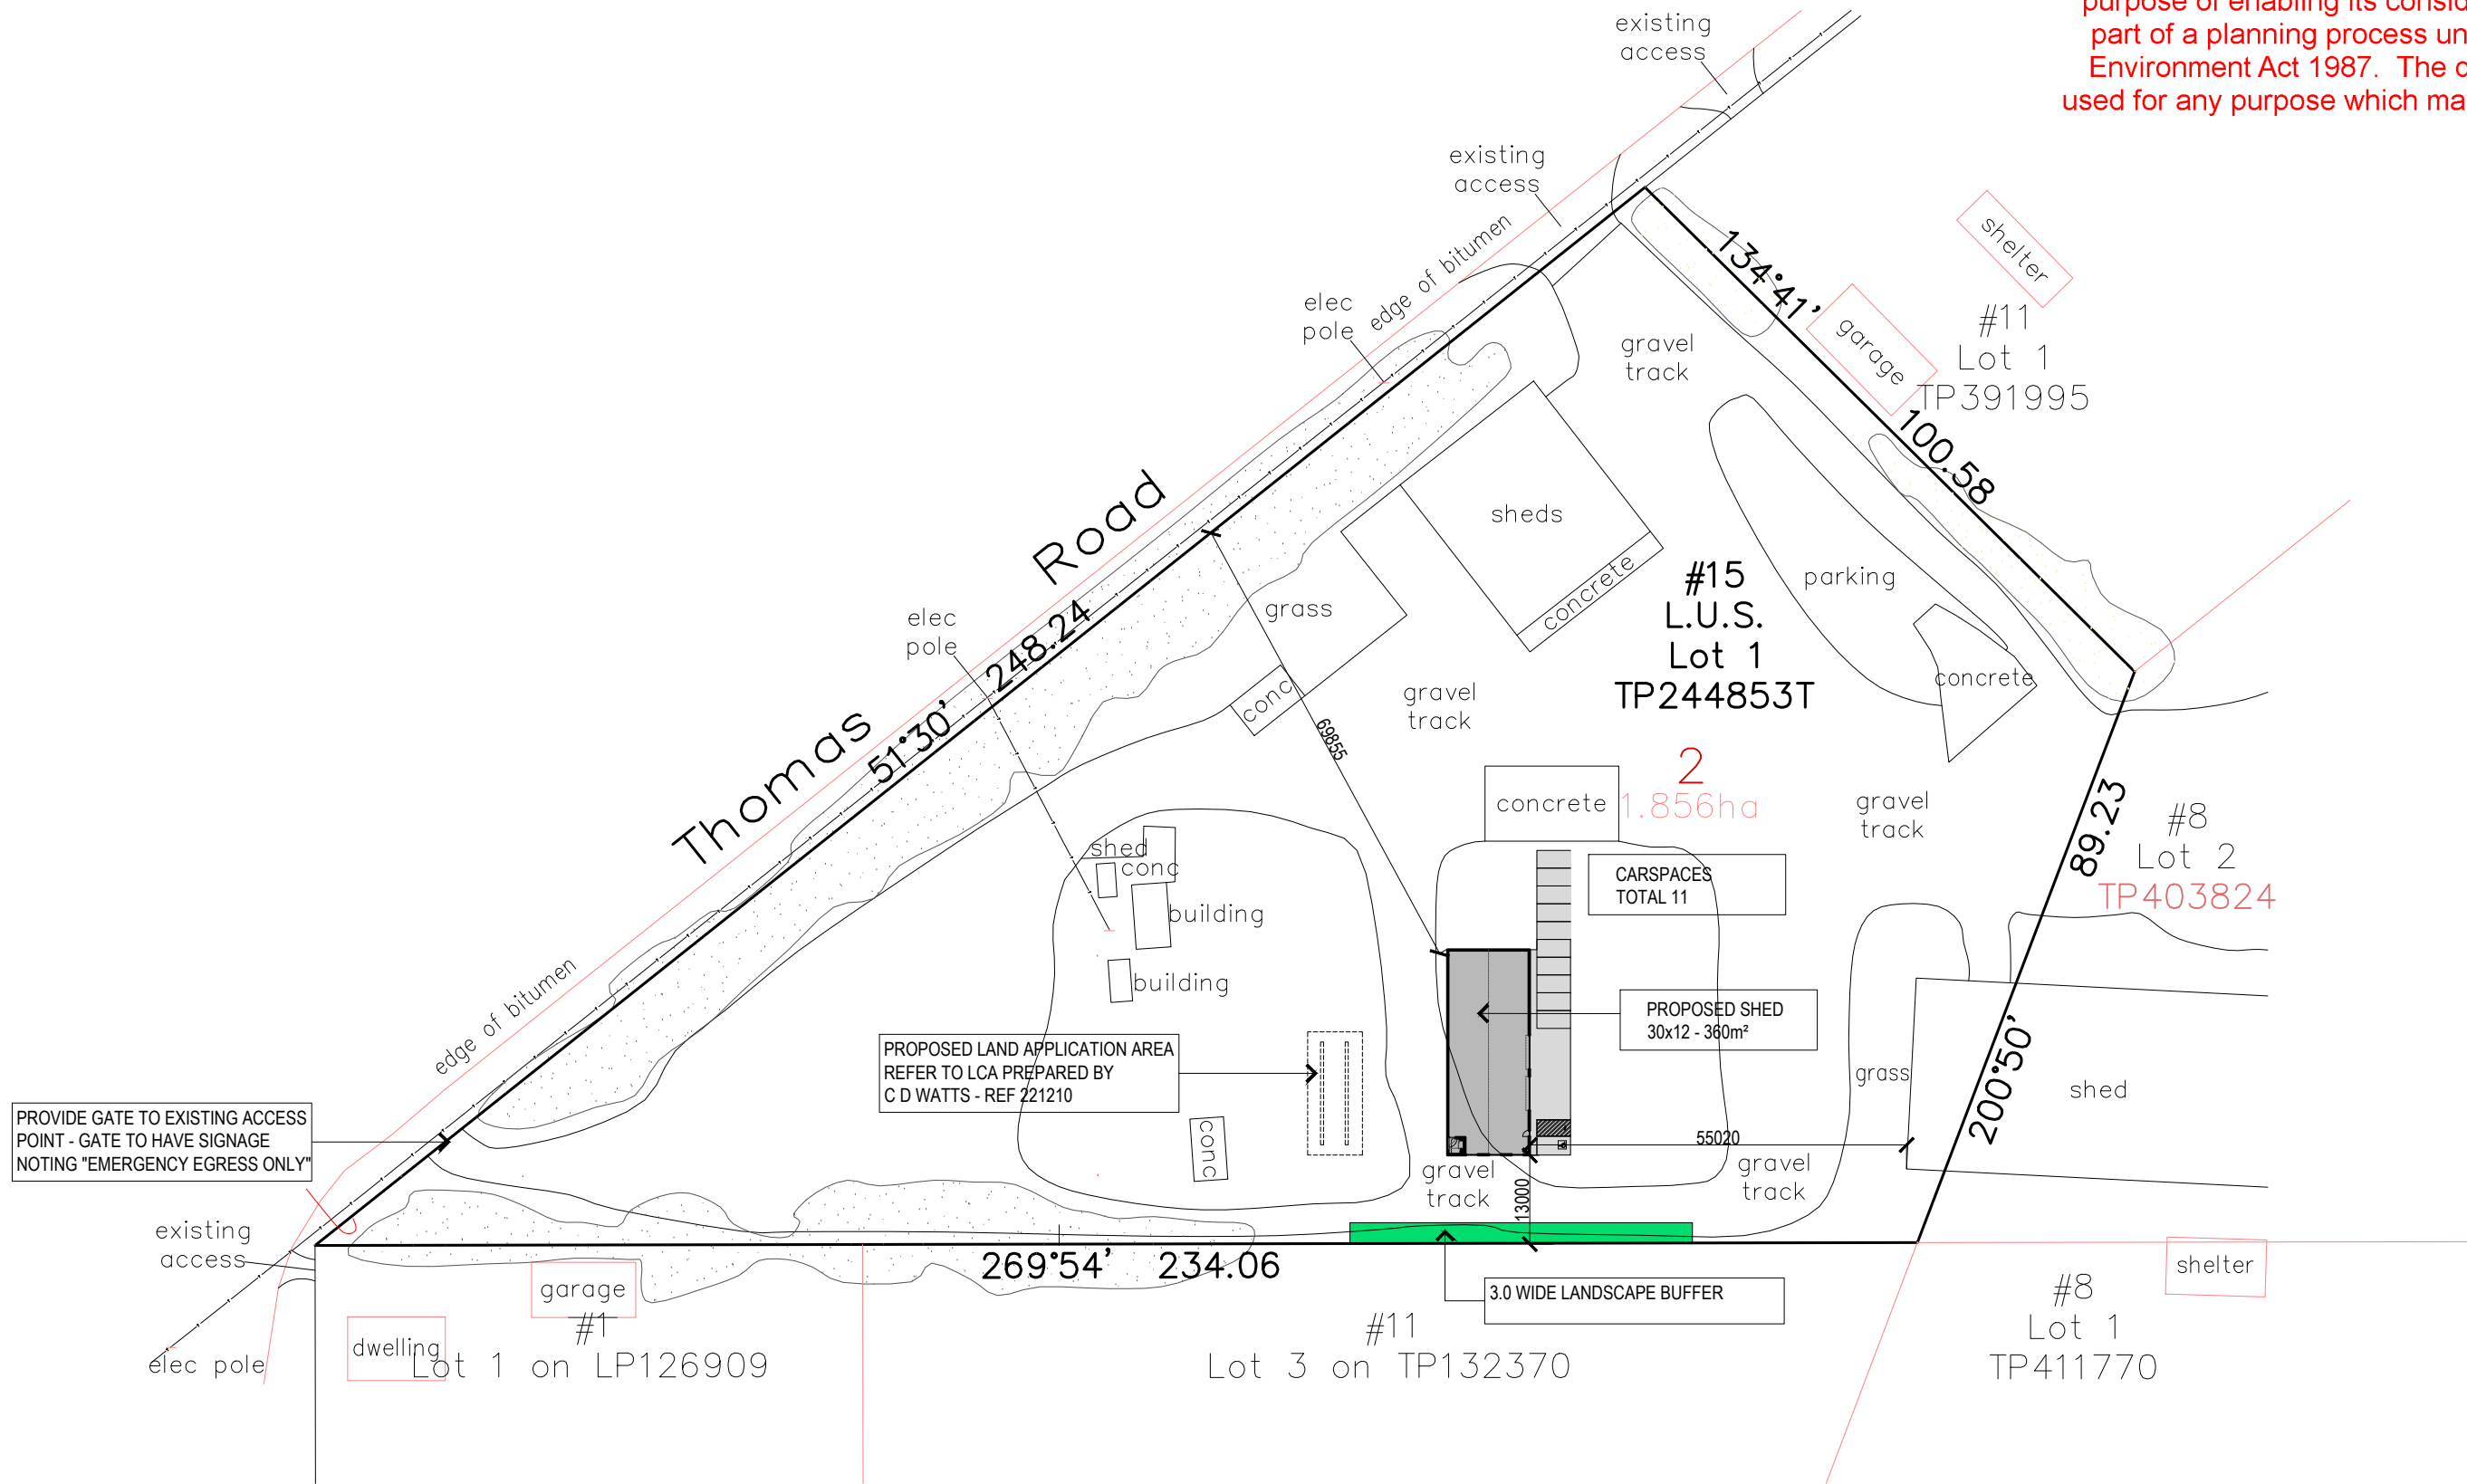 purpose of enabling its consid
part of a planning process un
Environment Act 1987. The
used for any purpose which
existing
access
existing
access
edge of bitumen
elec
pole
134°41'
shelter
garage
#11
Lot 1
TP391995
100.58
gravel
track
sheds
concrete
parking
concrete
#15
L.U.S.
Lot 1
TP244853T
2
1.856ha
Thomas Road
51°30' 248.24
elec
pole
grass
conc
gravel
track
69855
concrete
gravel
track
89.23
200°50'
#8
Lot 2
TP403824
shed
conc
building
building
CARSPACES
TOTAL 11
PROPOSED SHED
30x12 - 360m²
edge of bitumen
PROPOSED LAND APPLICATION AREA
REFER TO LCA PREPARED BY
C D WATTS - REF 221210
grass
shed
PROVIDE GATE TO EXISTING ACCESS
POINT - GATE TO HAVE SIGNAGE
NOTING "EMERGENCY EGRESS ONLY"
conc
55020
gravel
track
gravel
track
13000
existing
access
269°54' 234.06
3.0 WIDE LANDSCAPE BUFFER
garage
#1
dwelling
Lot 1 on LP126909
elec pole
#11
Lot 3 on TP132370
shelter
#8
Lot 1
TP411770